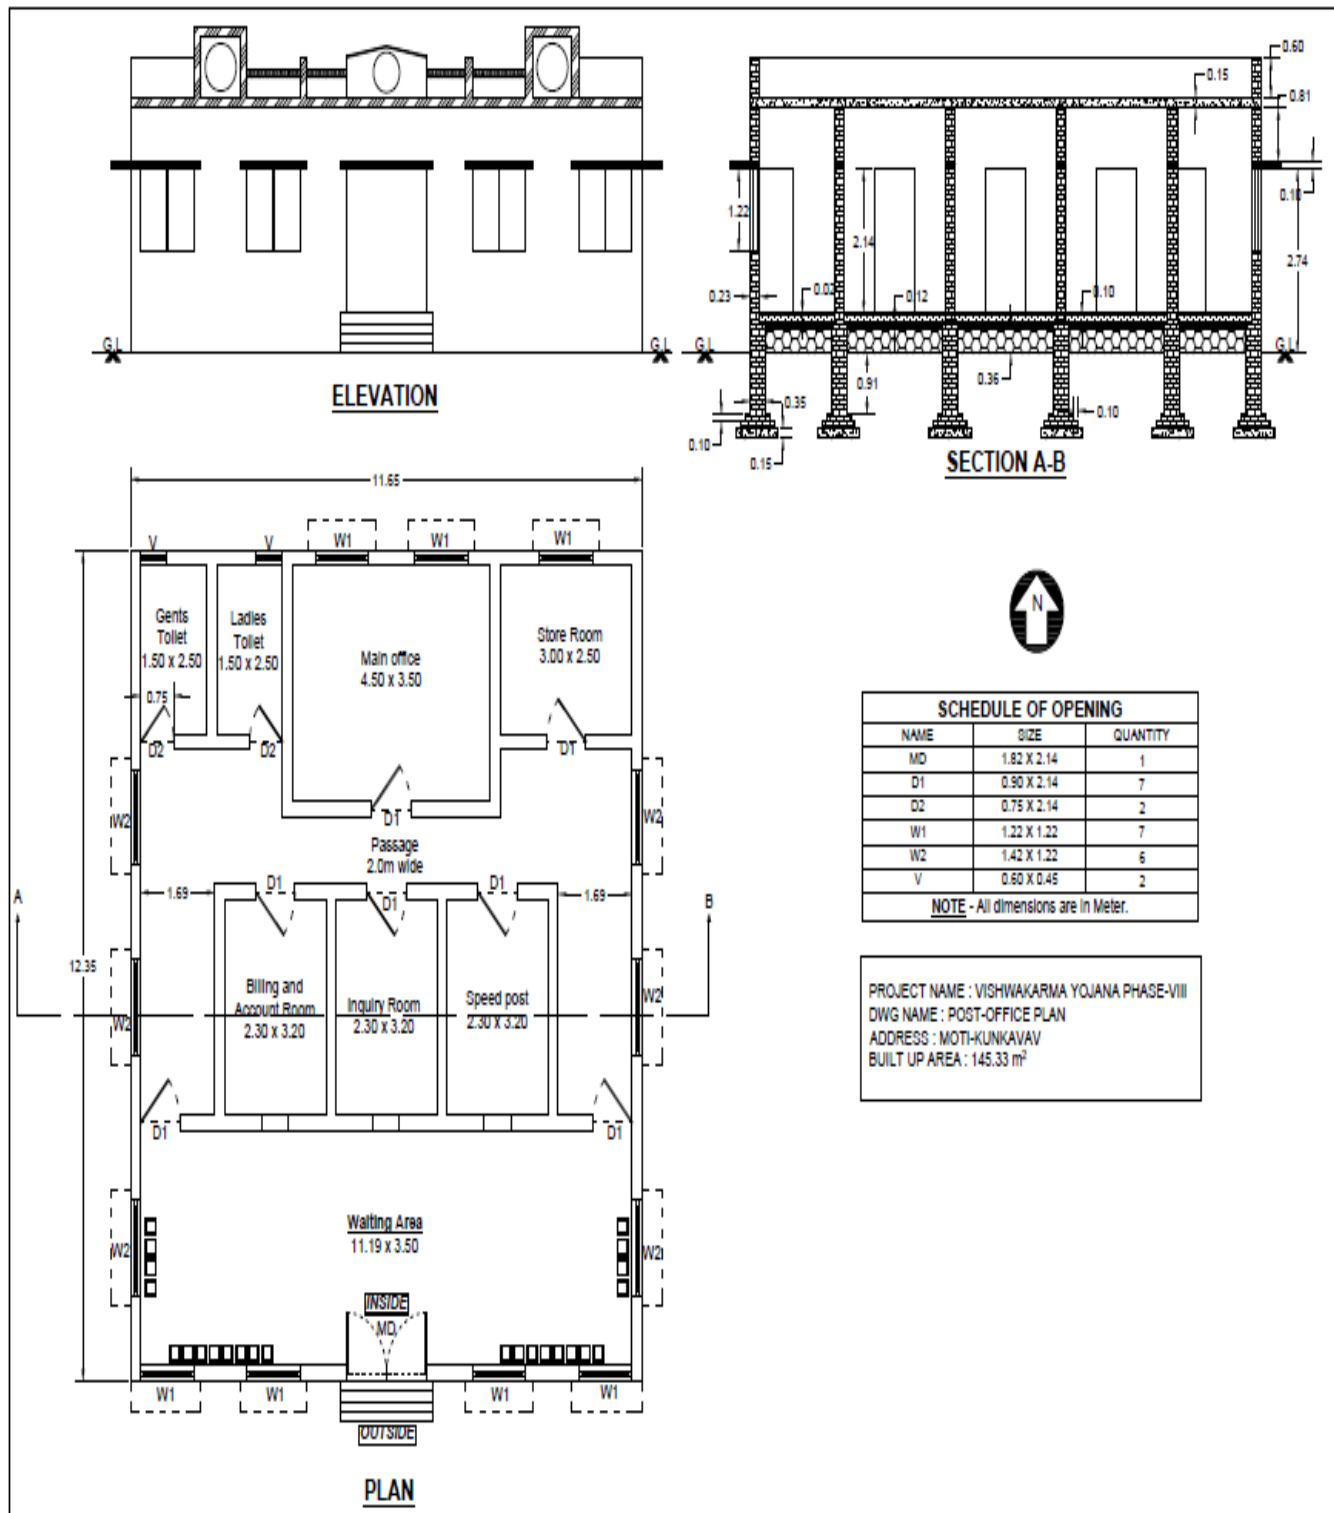 G.L
G.L
ELEVATION
0.60
0.15
0.81
0.10
1.22
2.14
2.74
0.23
0.02
0.12
0.10
G.L
G.L
0.91
0.36
0.35
0.10
0.10
0.15
SECTION A-B
11.65
V
V
W1
W1
W1
Gents
Toilet
1.50 x 2.50
Ladies
Toilet
1.50 x 2.50
Main office
4.50 x 3.50
Store Room
3.00 x 2.50
0.75
D2
D2
D1
D1
W2
W2
Passage
2.0m wide
D1
D1
D1
1.69
1.69
A
B
12.35
Billing and
Account Room
2.30 x 3.20
Inquiry Room
2.30 x 3.20
Speed post
2.30 x 3.20
W2
W2
D1
D1
Waiting Area
11.19 x 3.50
W2
W2
INSIDE
MD
W1
W1
W1
W1
OUTSIDE
PLAN
N
SCHEDULE OF OPENING
NAME SIZE QUANTITY
MD 1.82 X 2.14 1
D1 0.90 X 2.14 7
D2 0.75 X 2.14 2
W1 1.22 X 1.22 7
W2 1.42 X 1.22 6
V 0.60 X 0.45 2
NOTE - All dimensions are in Meter.
PROJECT NAME : VISHWAKARMA YOJANA PHASE-VIII
DWG NAME : POST-OFFICE PLAN
ADDRESS : MOTI-KUNKAVAV
BUILT UP AREA : 145.33 m²